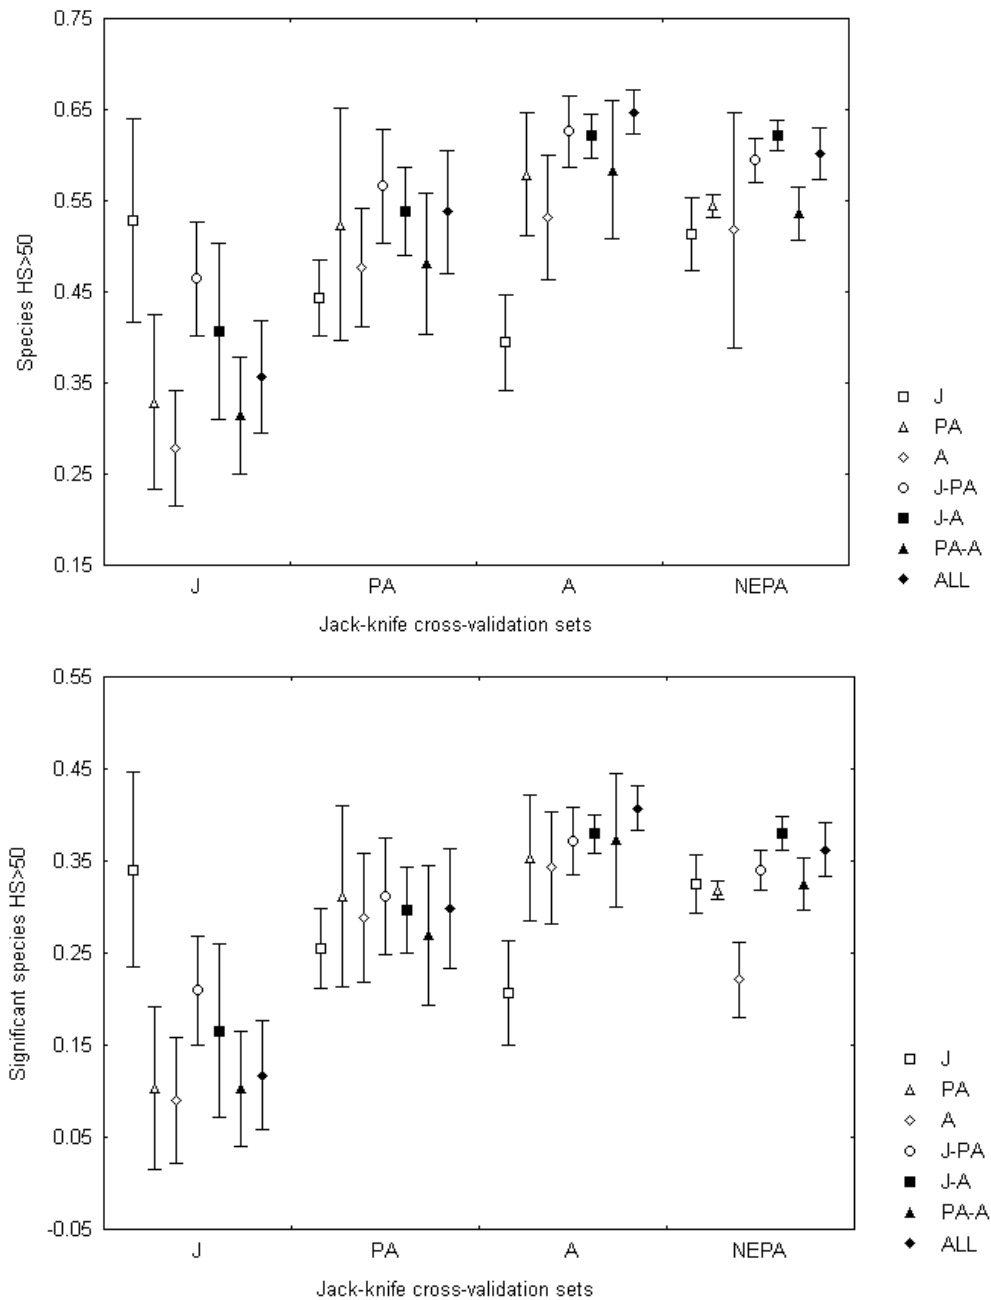 0.75
0.65
0.55
0.45
0.35
0.25
0.15
Species HS>50
J PA A NEPA
Jack-knife cross-validation sets
J
PA
A
J-PA
J-A
PA-A
ALL
0.55
0.45
0.35
0.25
0.15
0.05
-0.05
Significant species HS>50
J PA A NEPA
Jack-knife cross-validation sets
J
PA
A
J-PA
J-A
PA-A
ALL